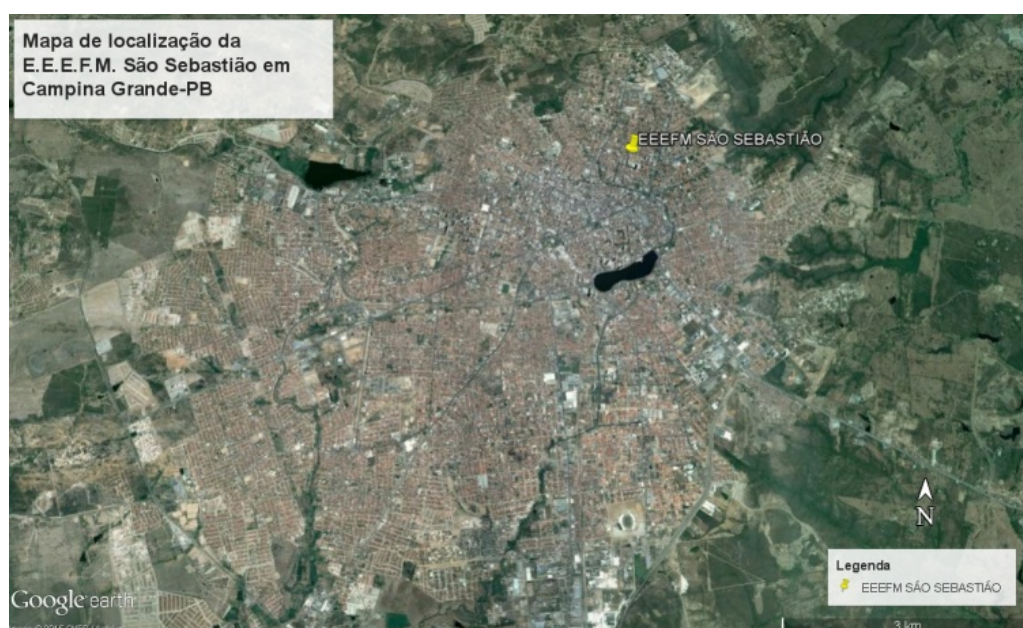 Mapa de localização da
E.E.E.F.M. São Sebastião em
Campina Grande-PB
EEEFM SÃO SEBASTIÃO
N
Legenda
EEEFM SÃO SEBASTIÃO
Google earth
3 km